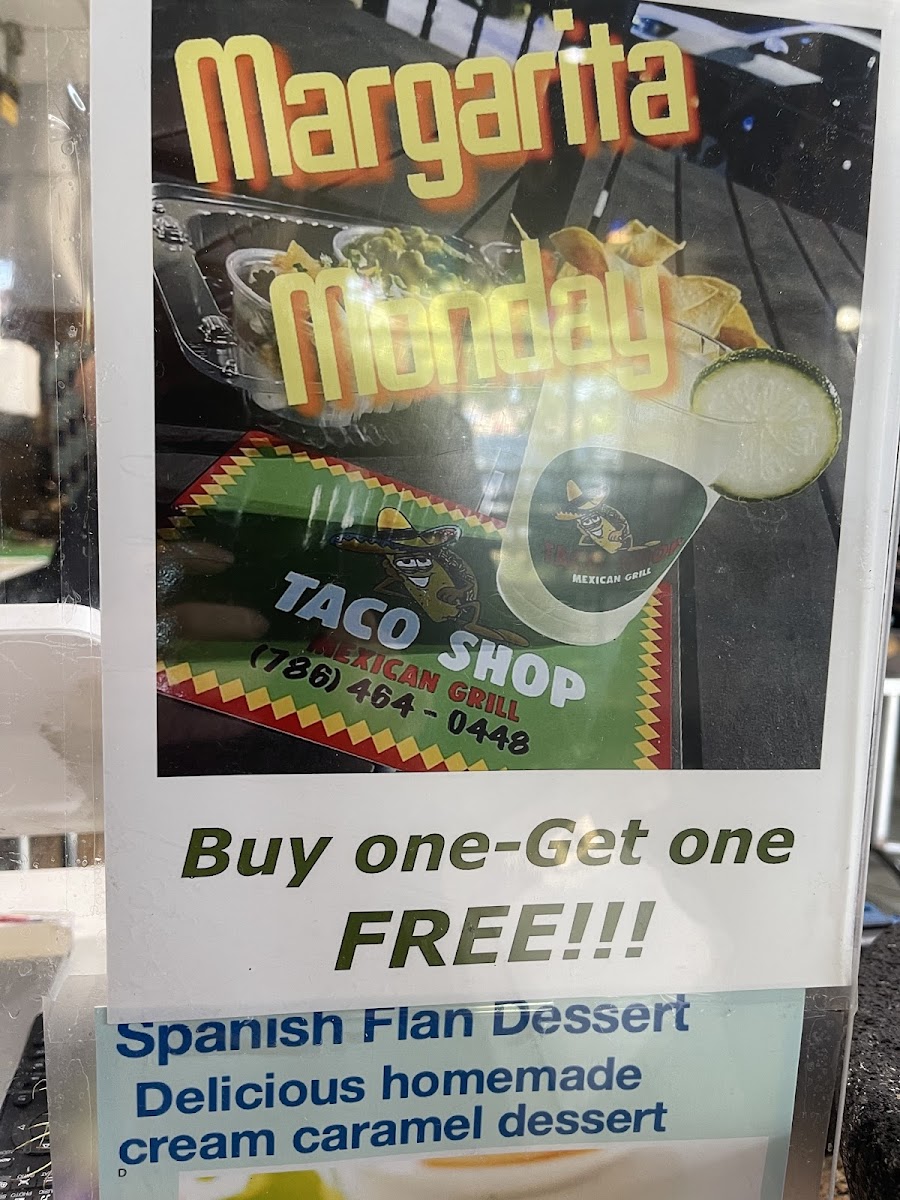 Margarita
Monday
MEXICAN GRILL
TACO SHOP
MEXICAN GRILL
(786) 464-0448
Buy one-Get one
FREE!!!
Spanish Flan Dessert
Delicious homemade
cream caramel dessert
D